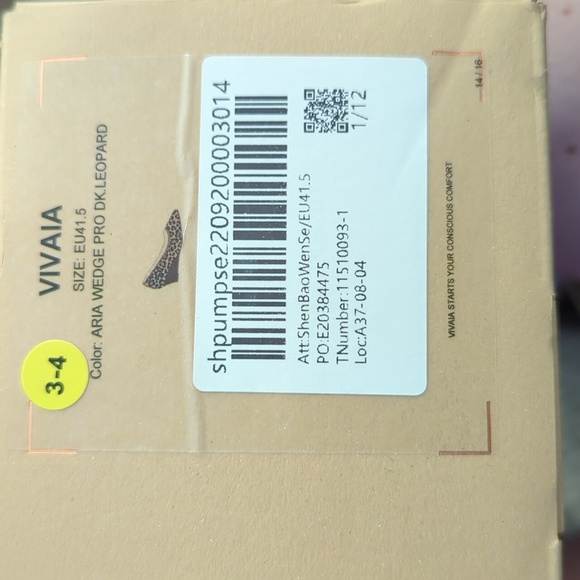 VIVAIA
SIZE: EU41.5
Color: ARIA WEDGE PRO DK.LEOPARD
3-4
shpumpse2209200003014
1/12
Att:ShenBaoWenSe/EU41.5
PO:E20384475
TNumber:11510093-1
Loc:A37-08-04
VIVAIA STARTS YOUR CONSCIOUS COMFORT
14/16